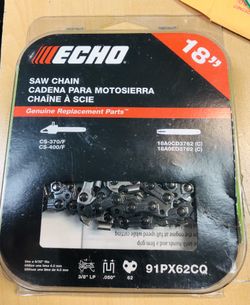 ECHO
18"
SAW CHAIN
CADENA PARA MOTOSIERRA
CHAÎNE À SCIE
Genuine Replacement Parts™
CS-370/F
CS-400/F
18A0CD3762 (C)
18A0ED3762 (C)
3/8" LP
.050"
62
91PX62CQ